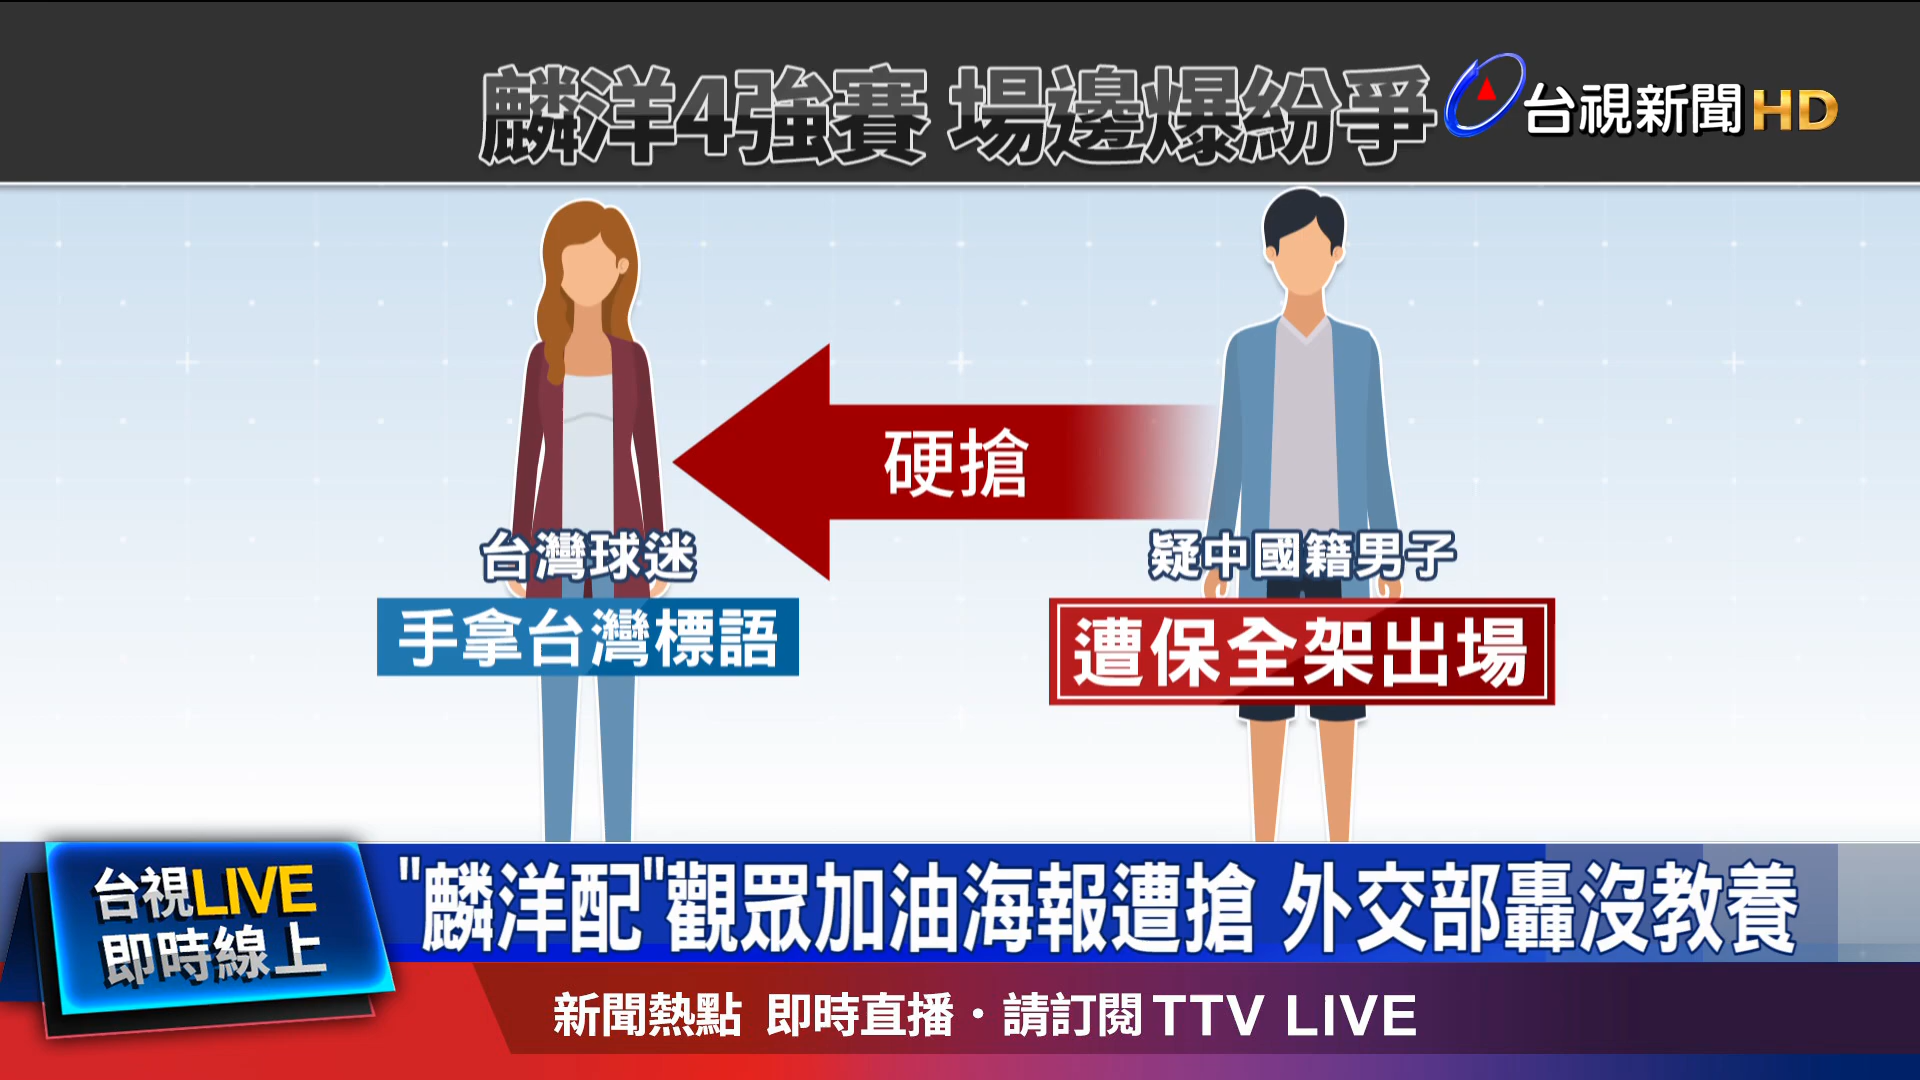 麟洋4強賽 場邊爆紛爭
台視新聞HD
硬搶
台灣球迷
手拿台灣標語
疑中國籍男子
遭保全架出場
台視LIVE
即時線上
"麟洋配"觀眾加油海報遭搶 外交部轟沒教養
新聞熱點 即時直播・請訂閱TTV LIVE